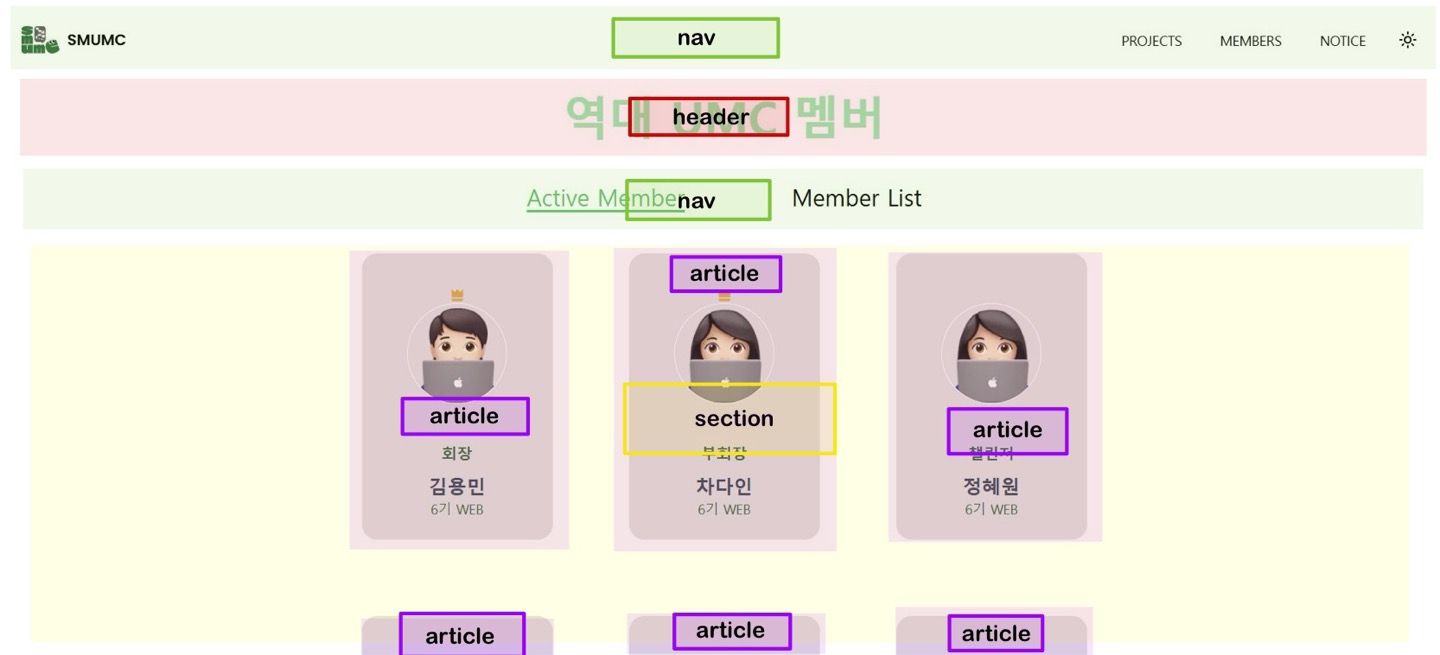 SMUMC
nav
PROJECTS MEMBERS NOTICE
역대 UMC 멤버
header
Active Member
nav
Member List
article
article
section
article
회장
부회장
챌린저
김용민
차다인
정혜원
6기 WEB
6기 WEB
6기 WEB
article
article
article